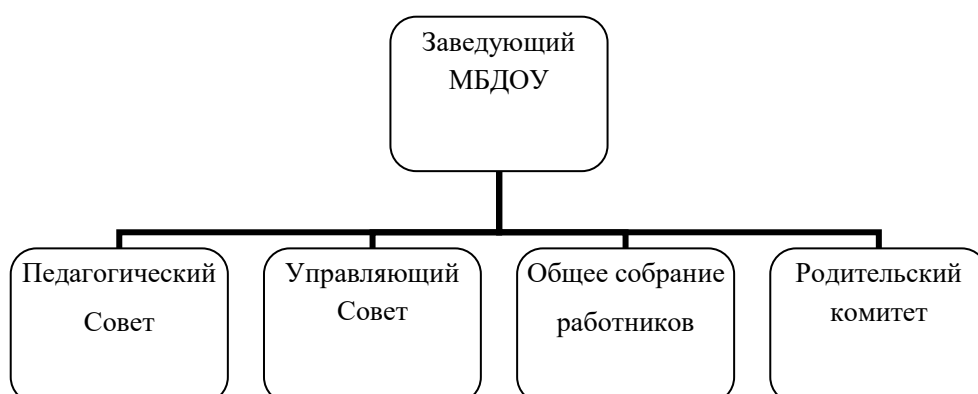 Заведующий
МБДОУ
Педагогический
Совет
Управляющий
Совет
Общее собрание
работников
Родительский
комитет